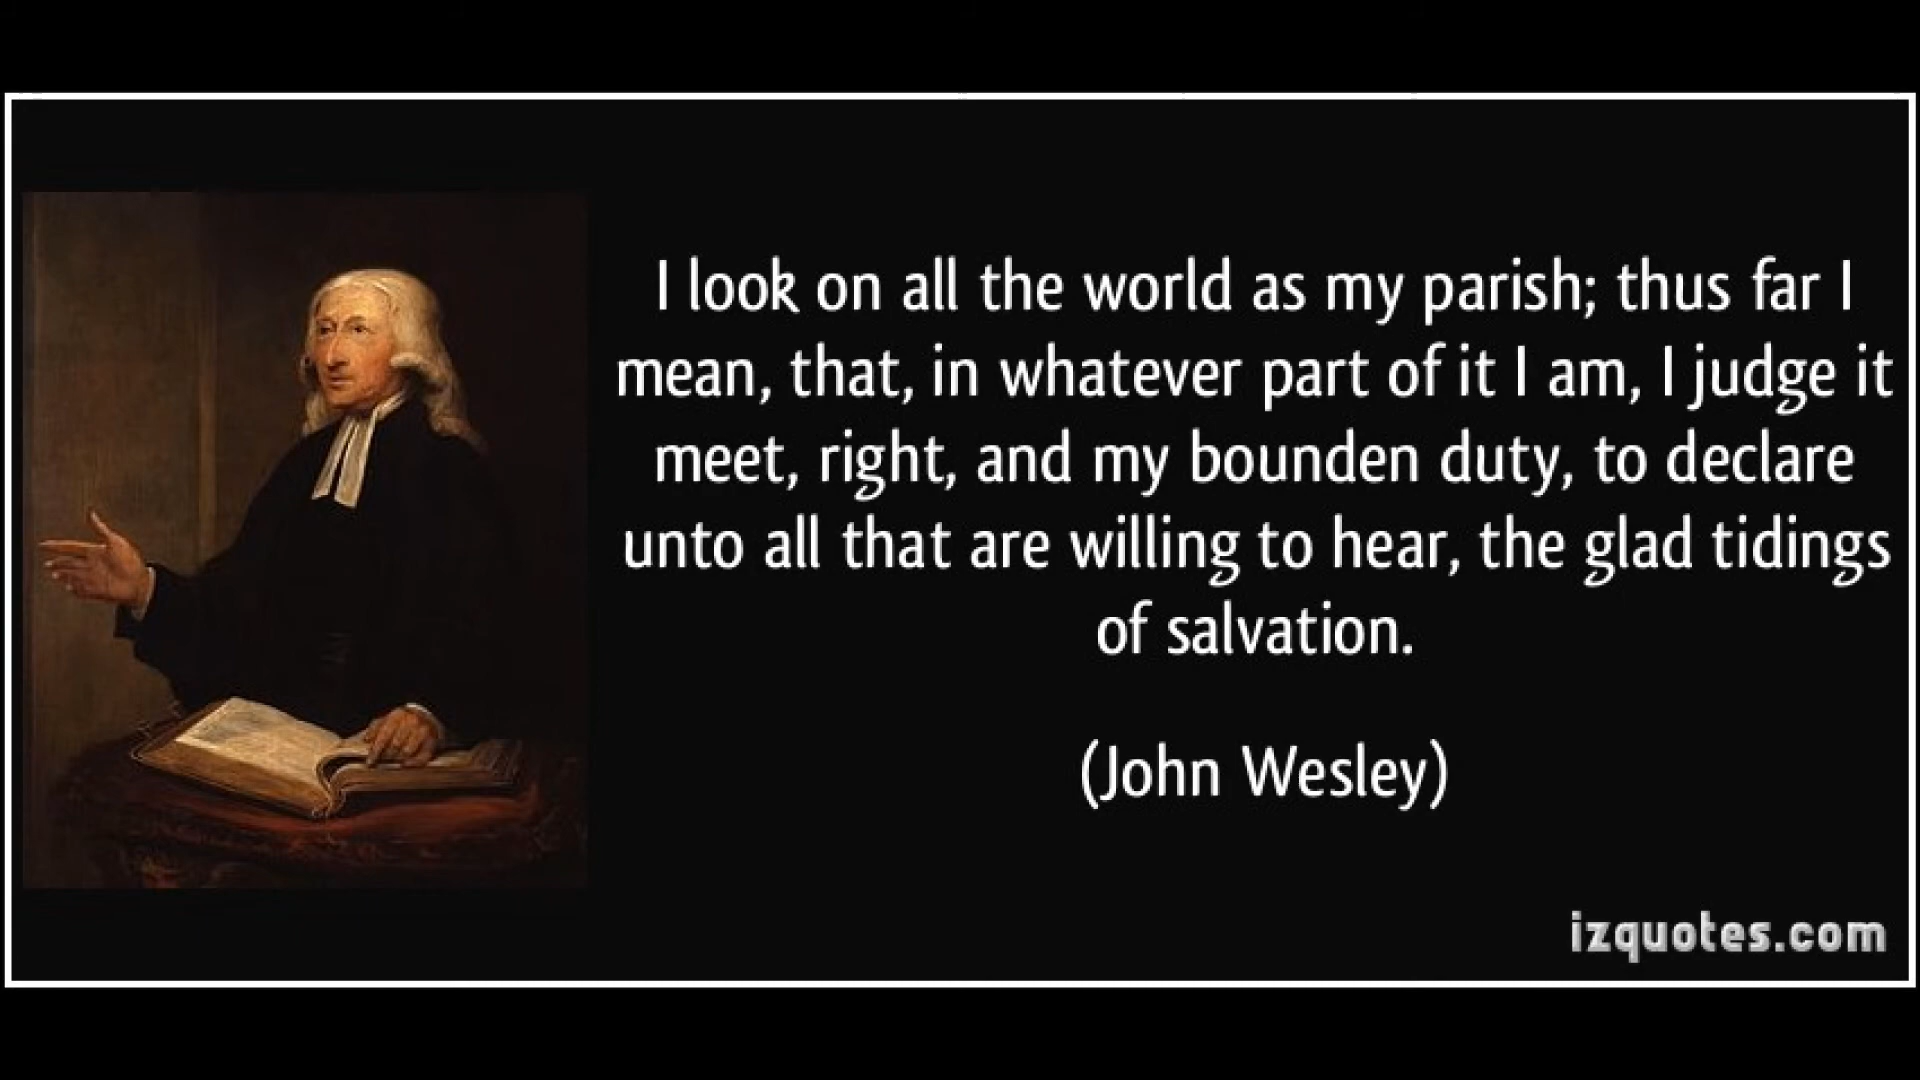 I look on all the world as my parish; thus far I
mean, that, in whatever part of it I am, I judge it
meet, right, and my bounden duty, to declare
unto all that are willing to hear, the glad tidings
of salvation.
(John Wesley)
izquotes.com